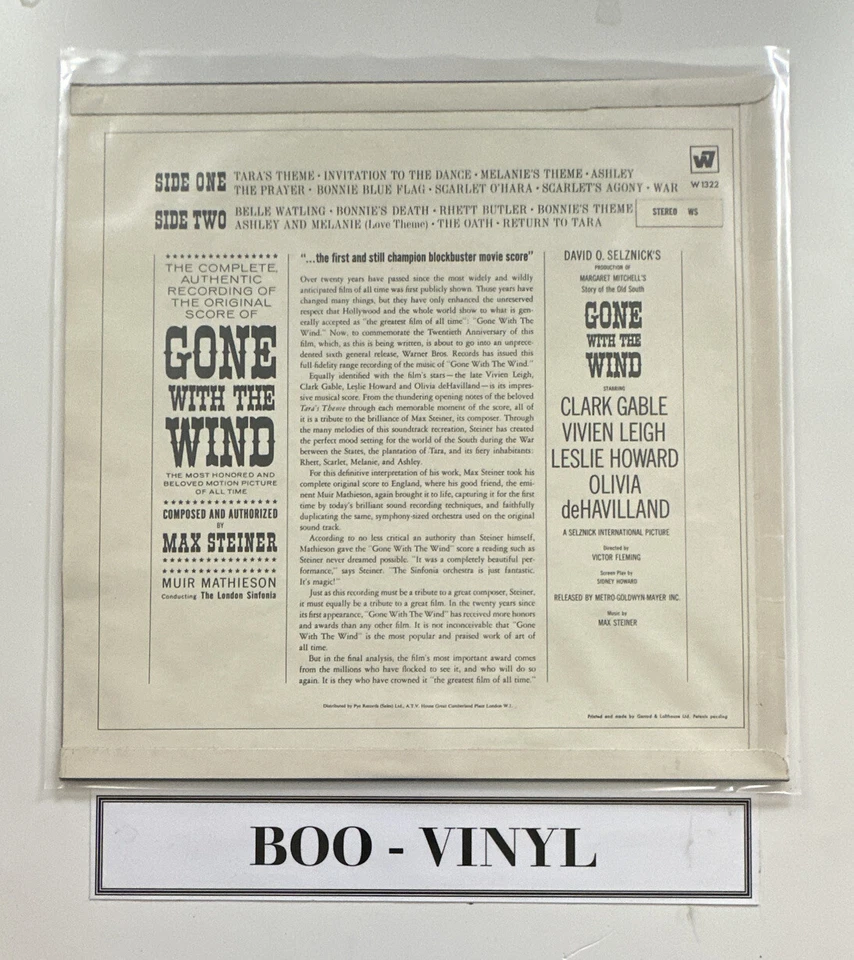 W
W 1322
SIDE ONE TARA'S THEME · INVITATION TO THE DANCE · MELANIE'S THEME · ASHLEY
THE PRAYER · BONNIE BLUE FLAG · SCARLET O'HARA · SCARLET'S AGONY · WAR
SIDE TWO BELLE WATLING · BONNIE'S DEATH · RHETT BUTLER · BONNIE'S THEME
ASHLEY AND MELANIE (Love Theme) · THE OATH · RETURN TO TARA
STEREO WS
THE COMPLETE,
AUTHENTIC
RECORDING OF
THE ORIGINAL
SCORE OF
GONE
WITH THE
WIND
THE MOST HONORED AND
BELOVED MOTION PICTURE
OF ALL TIME
COMPOSED AND AUTHORIZED
BY
MAX STEINER
MUIR MATHIESON
Conducting The London Sinfonia
"...the first and still champion blockbuster movie score"
Over twenty years have passed since the most widely and wildly
anticipated film of all time was first publicly shown. Those years have
changed many things, but they have only enhanced the unreserved
respect that Hollywood and the whole world show to what is gen-
erally accepted as "the greatest film of all time": "Gone With The
Wind." Now, to commemorate the Twentieth Anniversary of this
film, which, as this is being written, is about to go into an unprece-
dented sixth general release, Warner Bros. Records has issued this
full-fidelity range recording of the music of "Gone With The Wind."
Equally identified with the film's stars—the late Vivien Leigh,
Clark Gable, Leslie Howard and Olivia deHavilland—is its impres-
sive musical score. From the thundering opening notes of the beloved
Tara's Theme through each memorable moment of the score, all of
it is a tribute to the brilliance of Max Steiner, its composer. Through
the many melodies of this soundtrack recreation, Steiner has created
the perfect mood setting for the world of the South during the War
between the States, the plantation of Tara, and its fiery inhabitants:
Rhett, Scarlet, Melanie, and Ashley.
For this definitive interpretation of his work, Max Steiner took his
complete original score to England, where his good friend, the emi-
nent Muir Mathieson, again brought it to life, capturing it for the first
time by today's brilliant sound recording techniques, and faithfully
duplicating the same, symphony-sized orchestra used on the original
sound track.
According to no less critical an authority than Steiner himself,
Mathieson gave the "Gone With The Wind" score a reading such as
Steiner never dreamed possible. "It was a completely beautiful per-
formance," says Steiner. "The Sinfonia orchestra is just fantastic.
It's magic!"
Just as this recording must be a tribute to a great composer, Steiner,
it must equally be a tribute to a great film. In the twenty years since
its first appearance, "Gone With The Wind" has received more honors
and awards than any other film. It is not inconceivable that "Gone
With The Wind" is the most popular and praised work of art of
all time.
But in the final analysis, the film's most important award comes
from the millions who have flocked to see it, and who will do so
again. It is they who have crowned it "the greatest film of all time."
DAVID O. SELZNICK'S
PRODUCTION OF
MARGARET MITCHELL'S
Story of the Old South
GONE
WITH THE
WIND
STARRING
CLARK GABLE
VIVIEN LEIGH
LESLIE HOWARD
OLIVIA
deHAVILLAND
A SELZNICK INTERNATIONAL PICTURE
Directed by
VICTOR FLEMING
Screen Play by
SIDNEY HOWARD
RELEASED BY METRO-GOLDWYN-MAYER INC.
Music by
MAX STEINER
Distributed by Pye Records (Sales) Ltd., A.T.V. House Great Cumberland Place London W.1.
Printed and made by Garrod & Lofthouse Ltd. Patents pending
BOO - VINYL